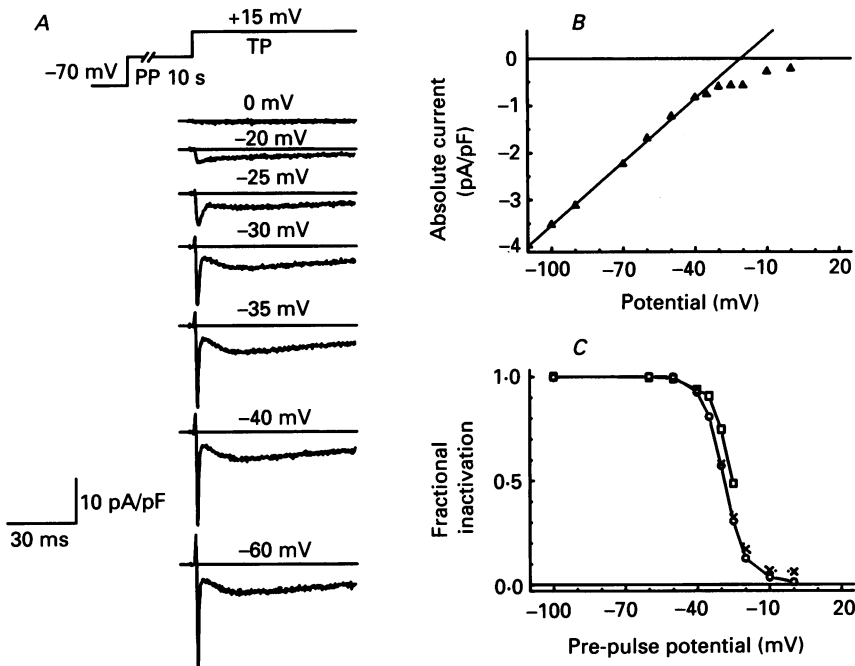 A
+15 mV
TP
−70 mV
PP 10 s
0 mV
−20 mV
−25 mV
−30 mV
−35 mV
−40 mV
−60 mV
10 pA/pF
30 ms
B
Absolute current
(pA/pF)
0
−1
−2
−3
−4
−100 −70 −40 −10 20
Potential (mV)
C
Fractional
inactivation
1·0
0·5
0·0
−100 −70 −40 −10 20
Pre-pulse potential (mV)